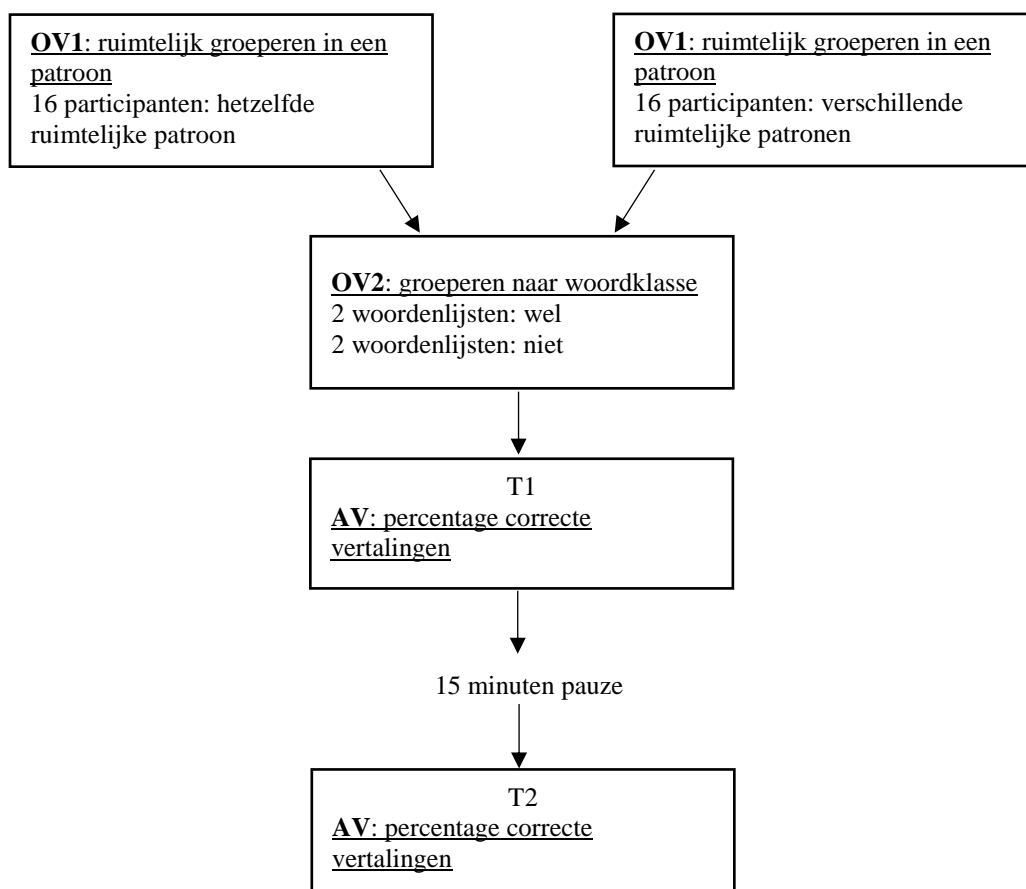 OV1: ruimtelijk groeperen in een
patroon
16 participanten: hetzelfde
ruimtelijke patroon
OV1: ruimtelijk groeperen in een
patroon
16 participanten: verschillende
ruimtelijke patronen
OV2: groeperen naar woordklasse
2 woordenlijsten: wel
2 woordenlijsten: niet
T1
AV: percentage correcte
vertalingen
15 minuten pauze
T2
AV: percentage correcte
vertalingen